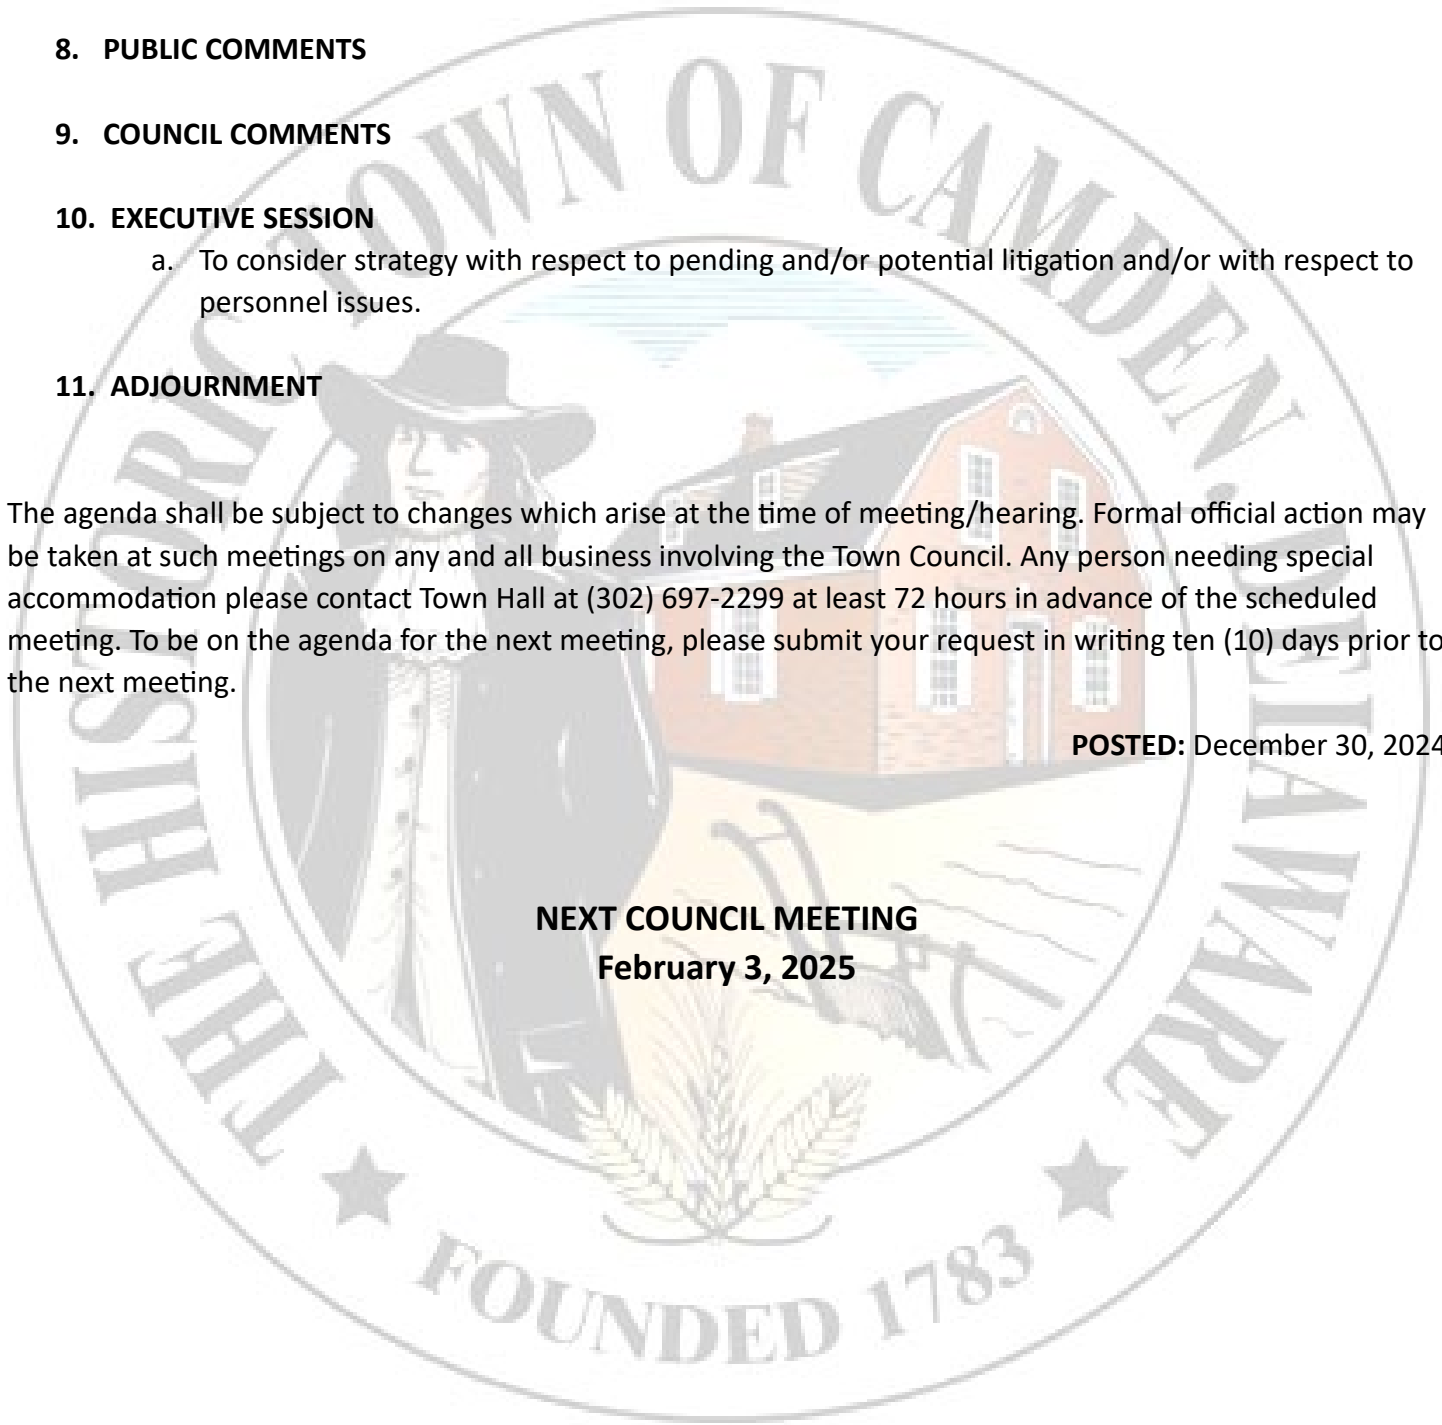 8. PUBLIC COMMENTS
9. COUNCIL COMMENTS
10. EXECUTIVE SESSION
a. To consider strategy with respect to pending and/or potential litigation and/or with respect to
personnel issues.
11. ADJOURNMENT
The agenda shall be subject to changes which arise at the time of meeting/hearing. Formal official action may
be taken at such meetings on any and all business involving the Town Council. Any person needing special
accommodation please contact Town Hall at (302) 697-2299 at least 72 hours in advance of the scheduled
meeting. To be on the agenda for the next meeting, please submit your request in writing ten (10) days prior to
the next meeting.
POSTED: December 30, 2024
NEXT COUNCIL MEETING
February 3, 2025
THE HISTORIC TOWN OF CAMDEN, DELAWARE
FOUNDED 1783